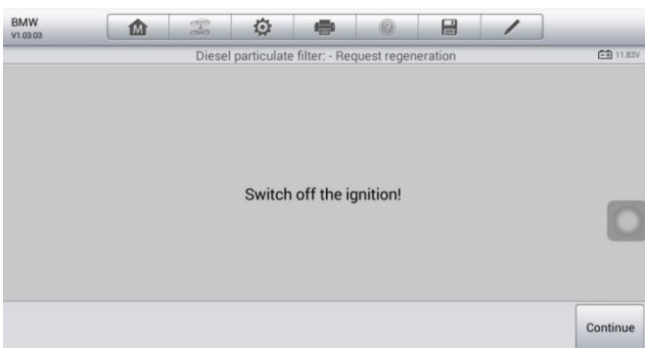 BMW
V1.03.03
M
?
Diesel particulate filter: - Request regeneration
11.83V
Switch off the ignition!
Continue